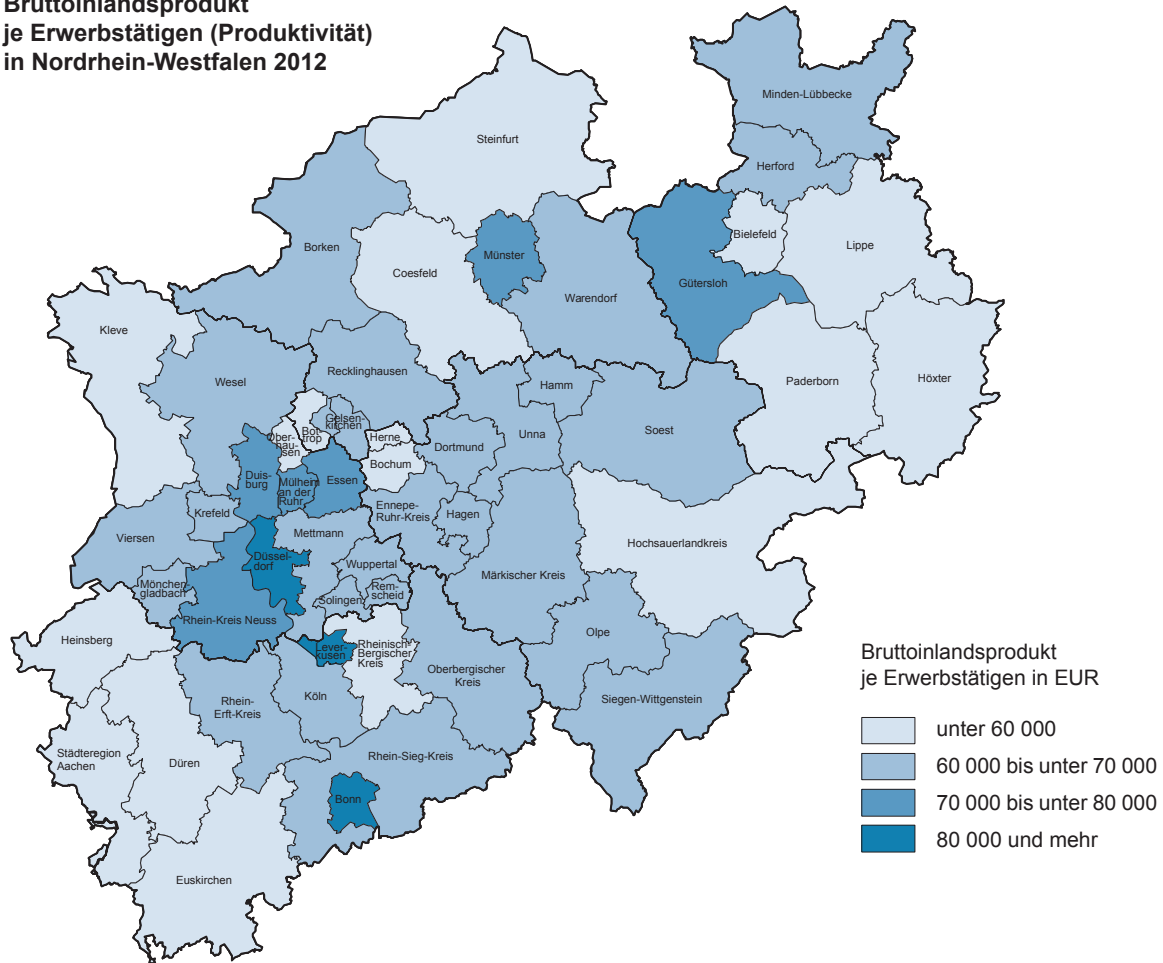 Bruttoinlandsprodukt
je Erwerbstätigen (Produktivität)
in Nordrhein-Westfalen 2012
Minden-Lübbecke
Steinfurt
Herford
Bielefeld
Lippe
Borken
Münster
Coesfeld
Gütersloh
Warendorf
Kleve
Wesel
Recklinghausen
Hamm
Paderborn
Höxter
Gelsen-
kirchen
Bot-
trop
Ober-
hau-
sen
Herne
Dortmund
Unna
Soest
Bochum
Duis-
burg
Mülheim
an der
Ruhr
Essen
Krefeld
Ennepe-
Ruhr-Kreis
Hagen
Viersen
Mettmann
Hochsauerlandkreis
Düssel-
dorf
Wuppertal
Märkischer Kreis
Mönchen-
gladbach
Rem-
scheid
Solingen
Rhein-Kreis Neuss
Olpe
Heinsberg
Lever-
kusen
Rheinisch-
Bergischer
Kreis
Oberbergischer
Kreis
Rhein-
Erft-Kreis
Köln
Siegen-Wittgenstein
Städteregion
Aachen
Düren
Rhein-Sieg-Kreis
Bonn
Euskirchen
Bruttoinlandsprodukt
je Erwerbstätigen in EUR
unter 60 000
60 000 bis unter 70 000
70 000 bis unter 80 000
80 000 und mehr